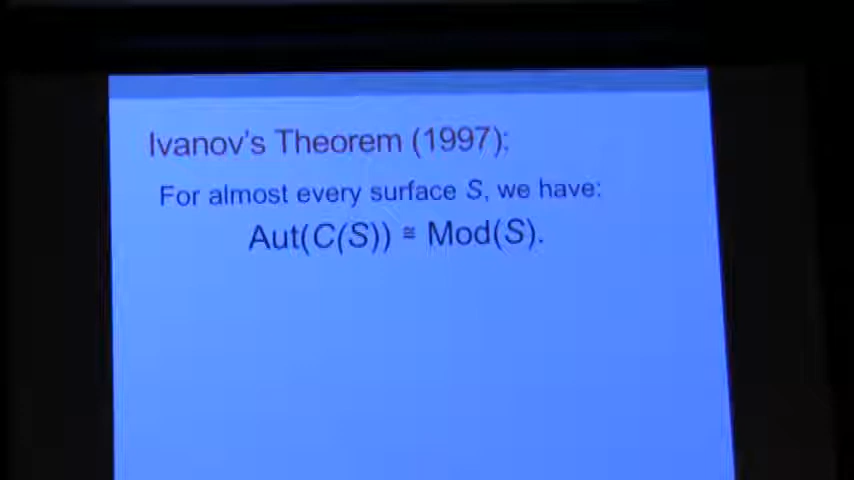 Ivanov's Theorem (1997):
For almost every surface S, we have:
Aut(C(S)) ≅ Mod(S).